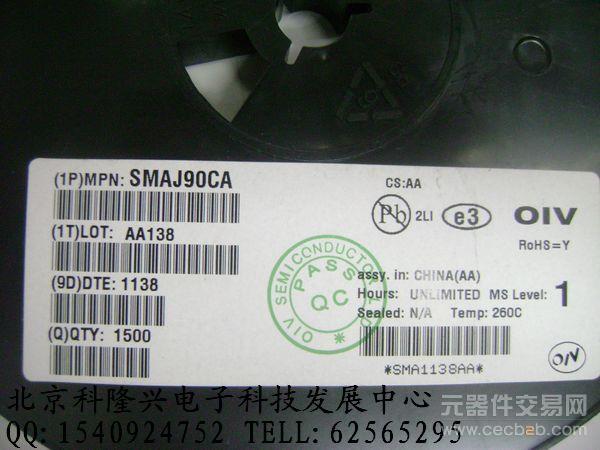 (1P)MPN: SMAJ90CA
(1T)LOT: AA138
(9D)DTE: 1138
(Q)QTY: 1500
CS:AA
Pb
2LI
e3
OIV
RoHS=Y
OIV SEMICONDUCTOR LTD.
PASS
QC
assy. in: CHINA(AA)
Hours: UNLIMITED MS Level: 1
Sealed: N/A Temp: 260C
*SMA1138AA*
OIV
北京科隆兴电子科技发展中心
QQ: 1540924752 TELL: 62565295
元器件交易网
www.cecb2b.com